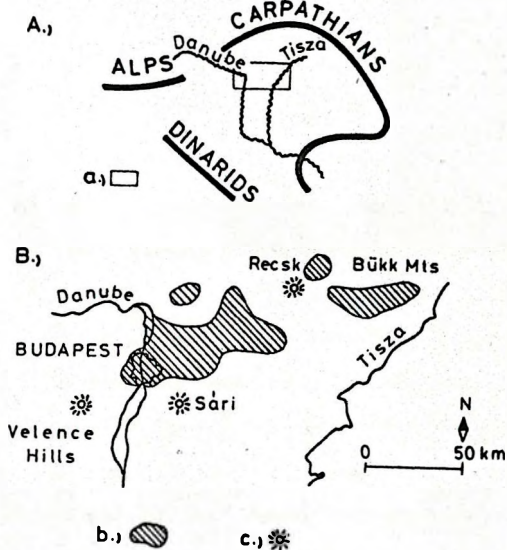 A.)
CARPATHIANS
Danube
Tisza
ALPS
DINARIDS
a.)
B.)
Recsk
Bükk Mts
Danube
Tisza
BUDAPEST
Sári
Velence
Hills
N
0 50 km
b.)
c.)